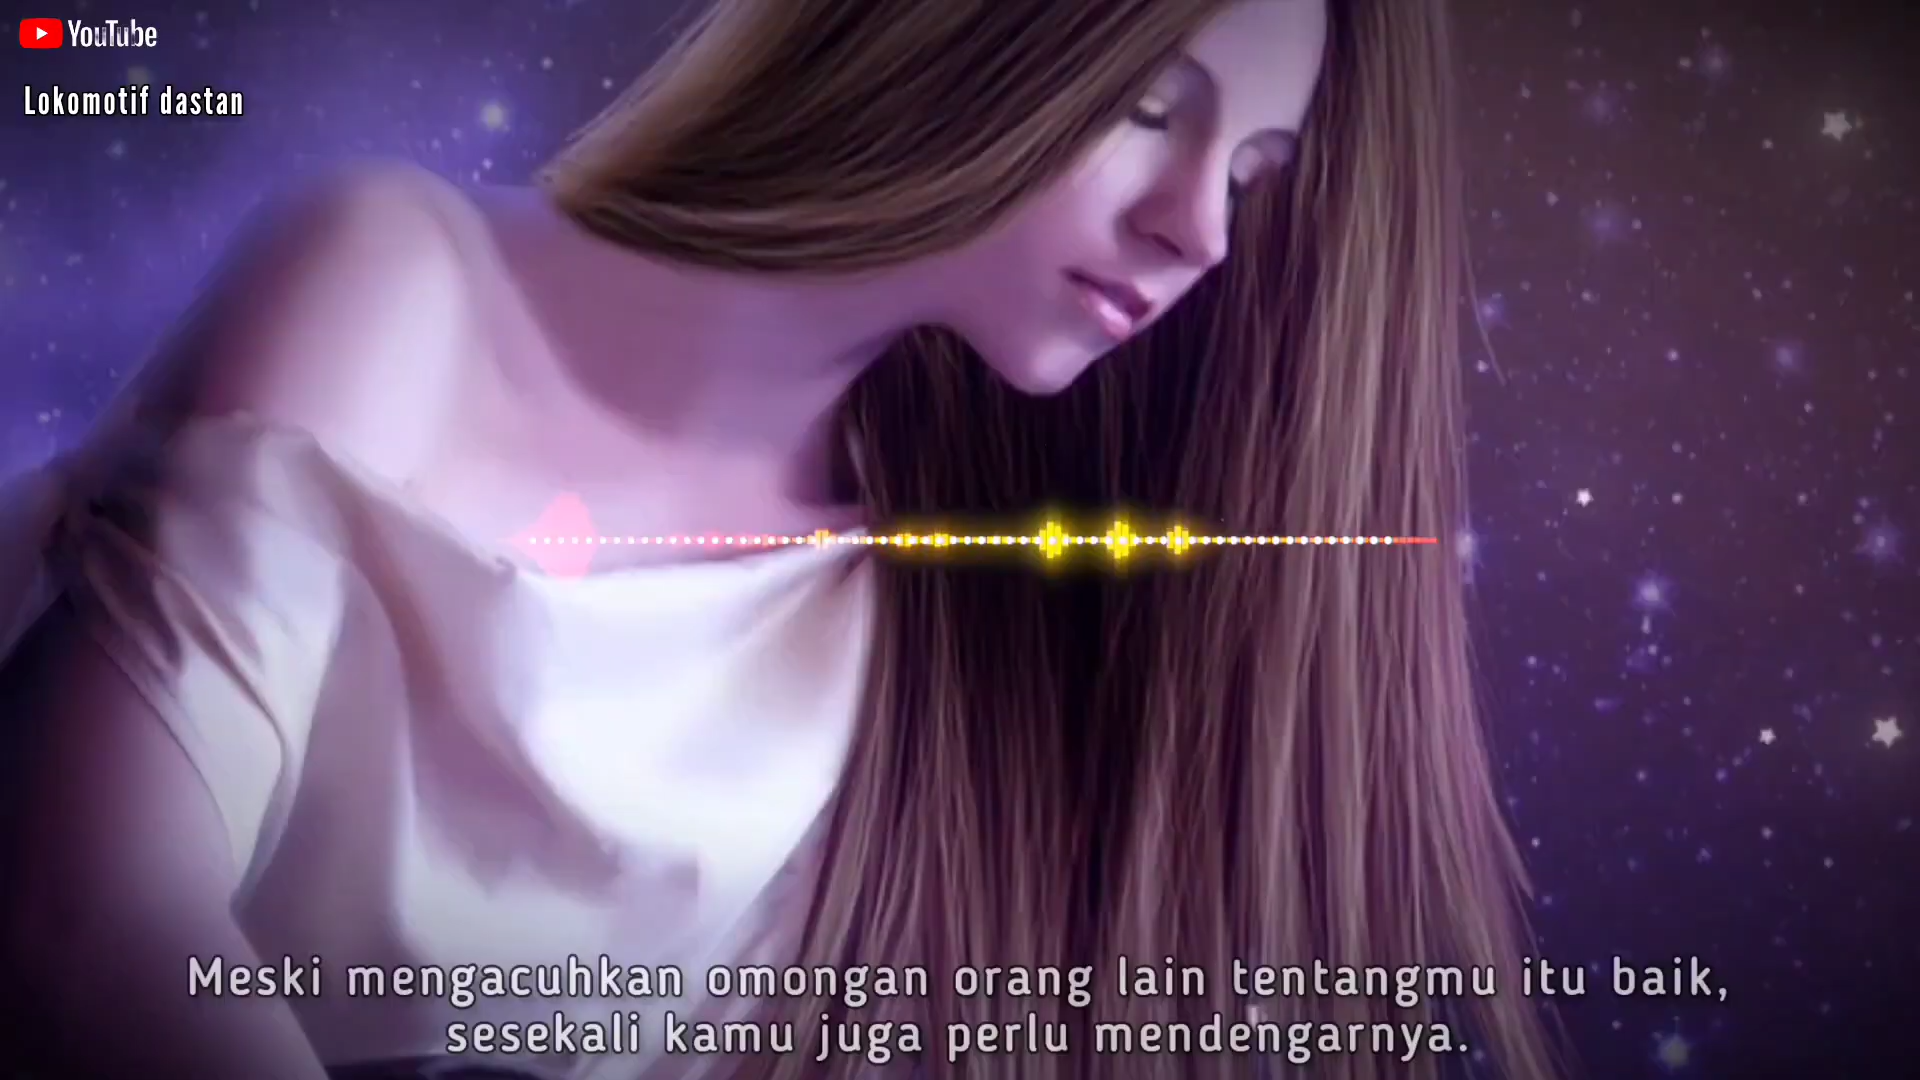 YouTube
Lokomotif dastan
Meski mengacuhkan omongan orang lain tentangmu itu baik,
sesekali kamu juga perlu mendengarnya.